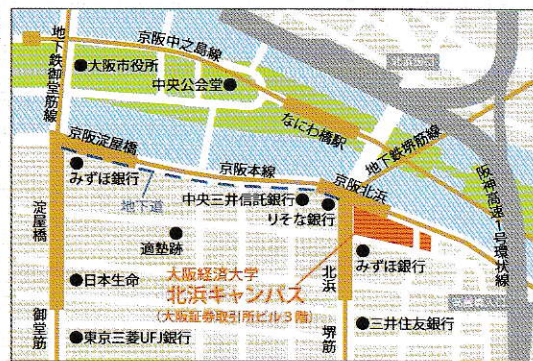 地下鉄御堂筋線
京阪中之島線
大阪市役所
中央公会堂
なにわ橋駅
地下鉄堺筋線
阪神高速1号環状線
京阪淀屋橋
京阪本線
京阪北浜
みずほ銀行
地下道
中央三井信託銀行
りそな銀行
淀屋橋
適塾跡
大阪経済大学
北浜キャンパス
(大阪証券取引所ビル3階)
北浜
みずほ銀行
日本生命
御堂筋
堺筋
三井住友銀行
東京三菱UFJ銀行